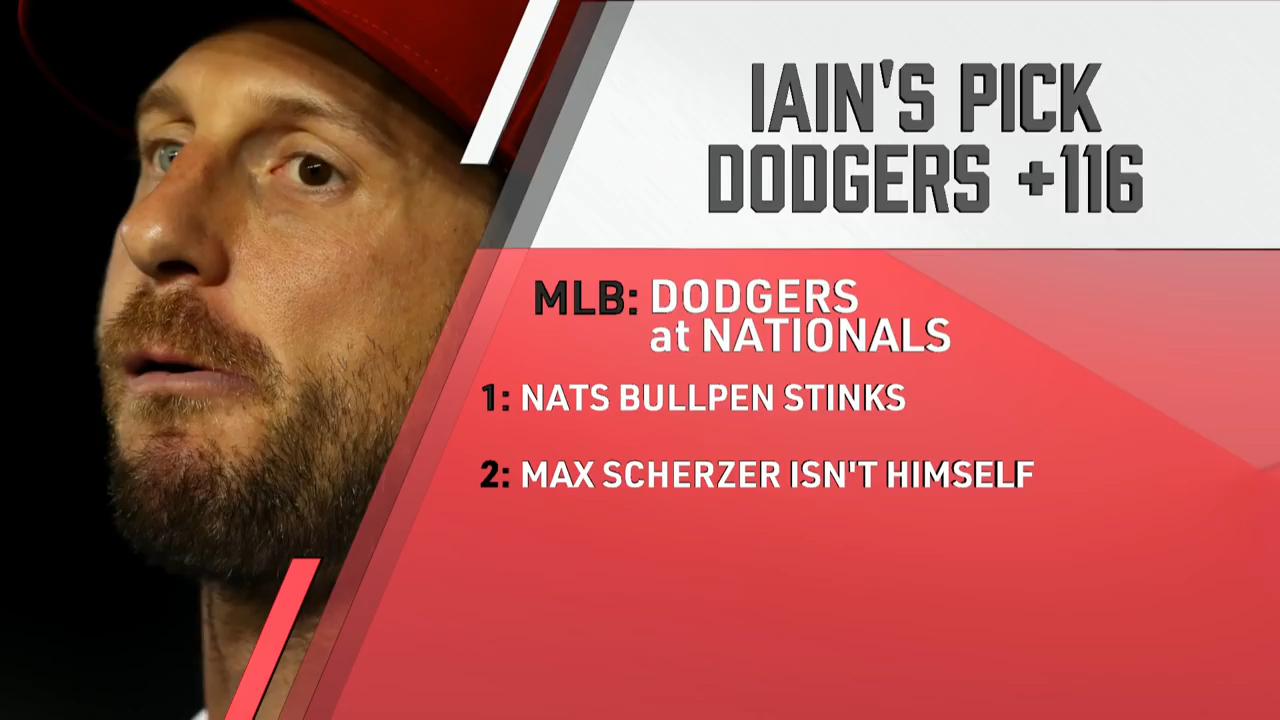 IAIN'S PICK
DODGERS +116
MLB: DODGERS
at NATIONALS
1: NATS BULLPEN STINKS
2: MAX SCHERZER ISN'T HIMSELF